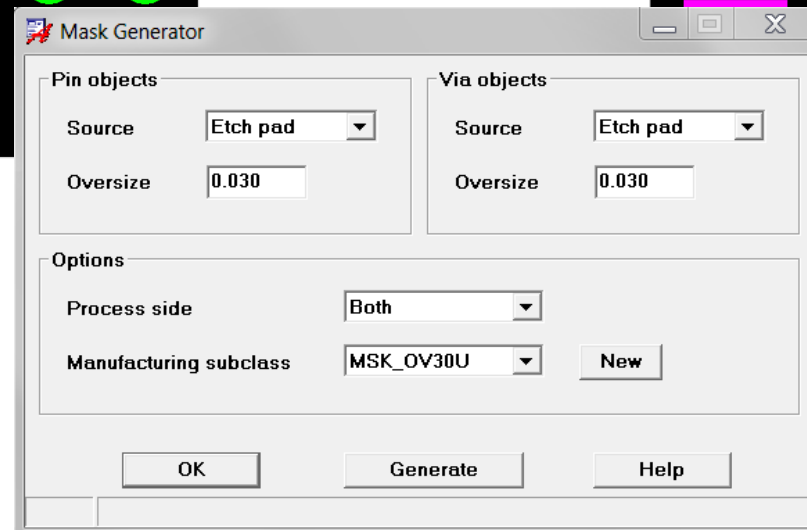 Mask Generator
Pin objects
Source Etch pad
Oversize 0.030
Via objects
Source Etch pad
Oversize 0.030
Options
Process side Both
Manufacturing subclass MSK_OV30U New
OK Generate Help